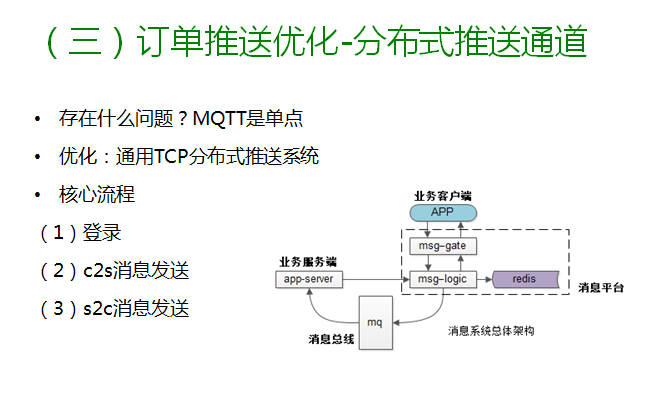 （三）订单推送优化-分布式推送通道
• 存在什么问题？MQTT是单点
• 优化：通用TCP分布式推送系统
• 核心流程
（1）登录
（2）c2s消息发送
（3）s2c消息发送
业务客户端
APP
msg-gate
业务服务端
app-server
msg-logic
redis
消息平台
mq
消息总线
消息系统总体架构